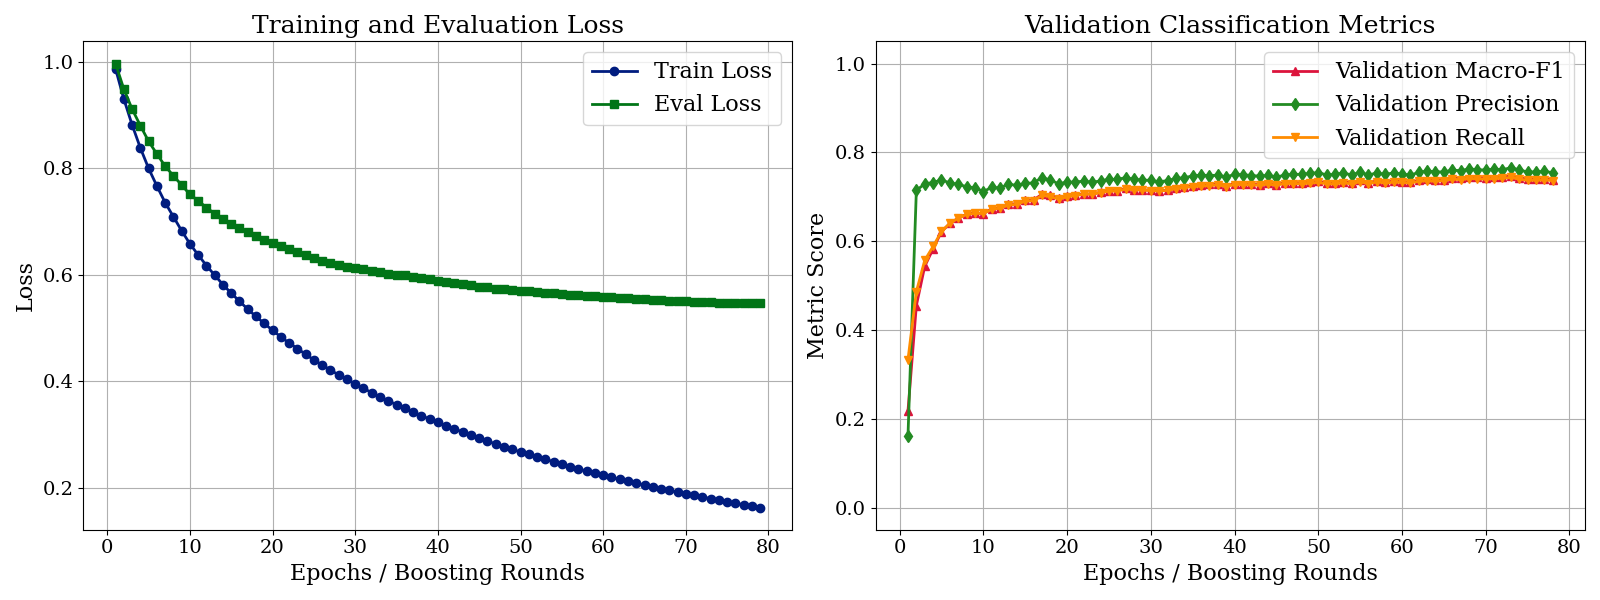 Training and Evaluation Loss
Train Loss
Eval Loss
Loss
1.0
0.8
0.6
0.4
0.2
0 10 20 30 40 50 60 70 80
Epochs / Boosting Rounds
Validation Classification Metrics
Validation Macro-F1
Validation Precision
Validation Recall
Metric Score
1.0
0.8
0.6
0.4
0.2
0.0
0 10 20 30 40 50 60 70 80
Epochs / Boosting Rounds